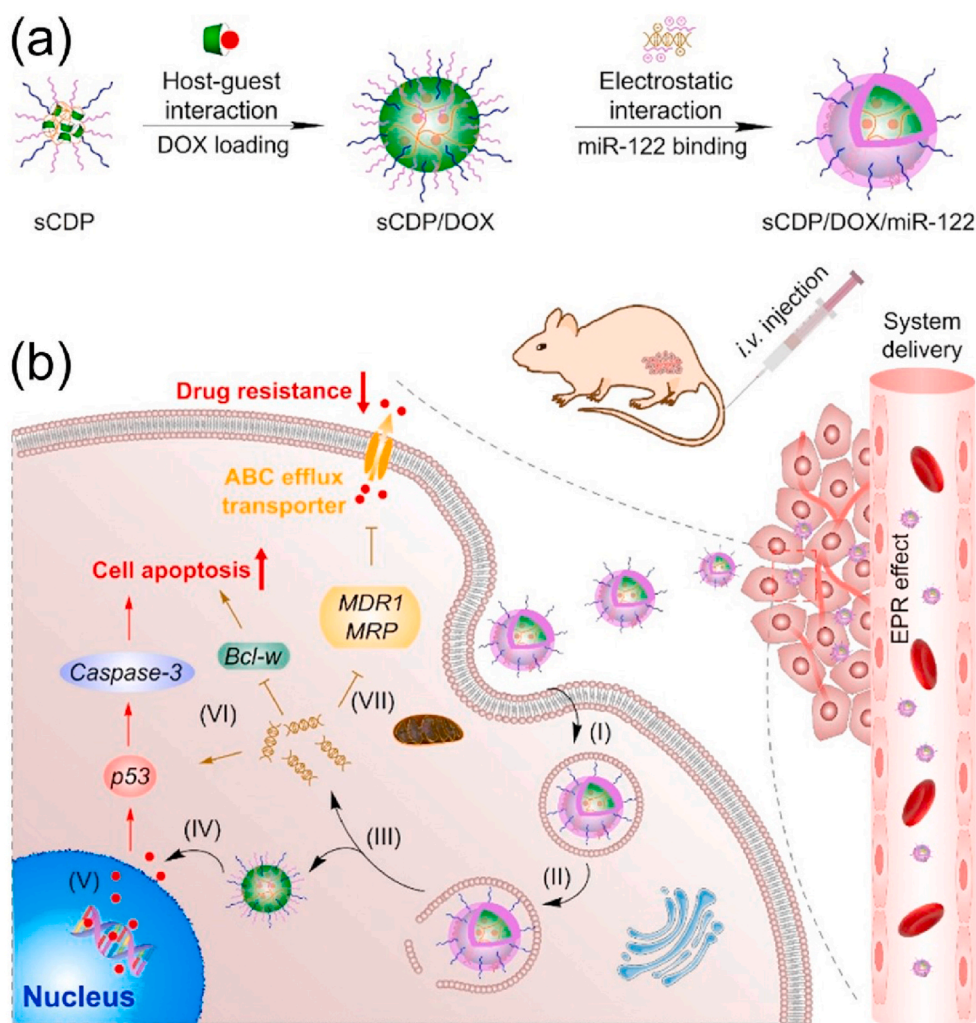 (a)
Host-guest
interaction
DOX loading
Electrostatic
interaction
miR-122 binding
sCDP
sCDP/DOX
sCDP/DOX/miR-122
(b)
i.v. injection
System
delivery
Drug resistance
ABC efflux
transporter
Cell apoptosis
MDR1
MRP
Bcl-w
Caspase-3
EPR effect
(VI)
(VII)
(I)
p53
(IV)
(III)
(II)
(V)
Nucleus